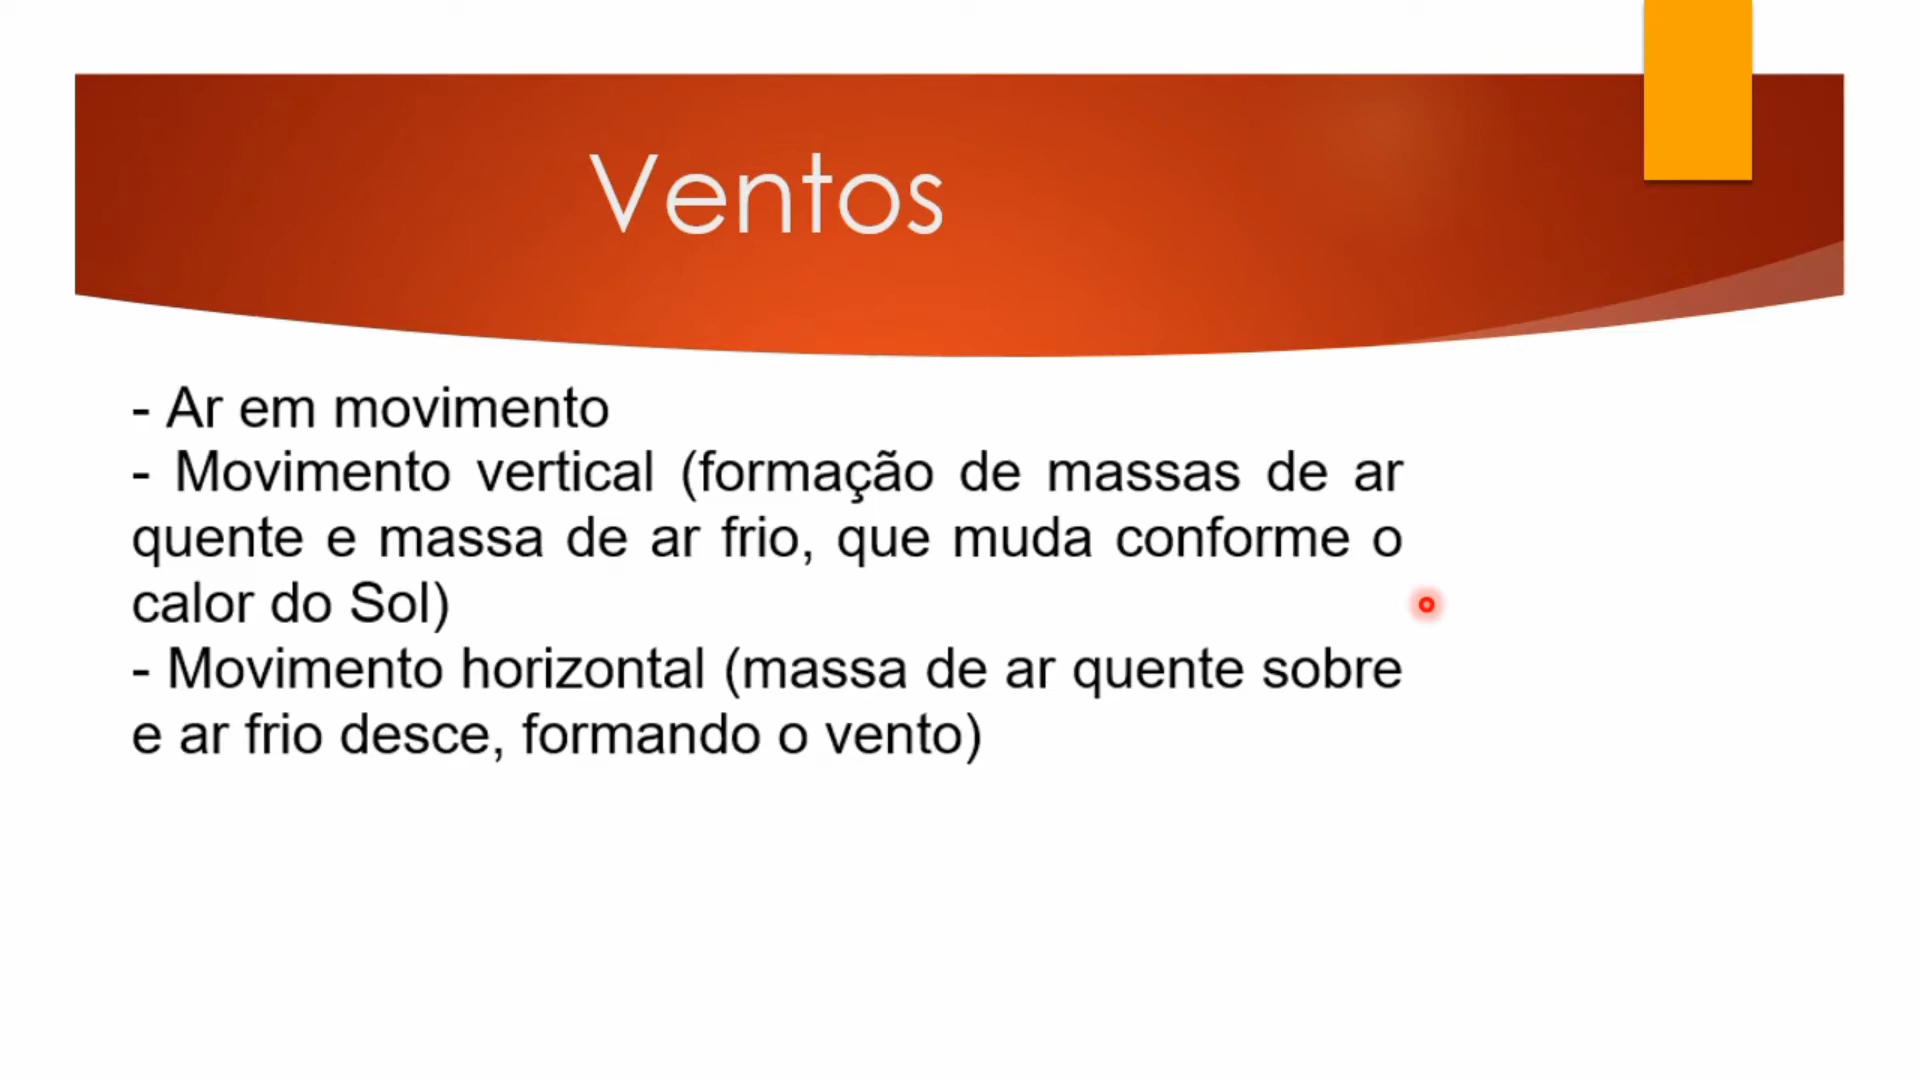 Ventos
- Ar em movimento
- Movimento vertical (formação de massas de ar
quente e massa de ar frio, que muda conforme o
calor do Sol)
- Movimento horizontal (massa de ar quente sobre
e ar frio desce, formando o vento)